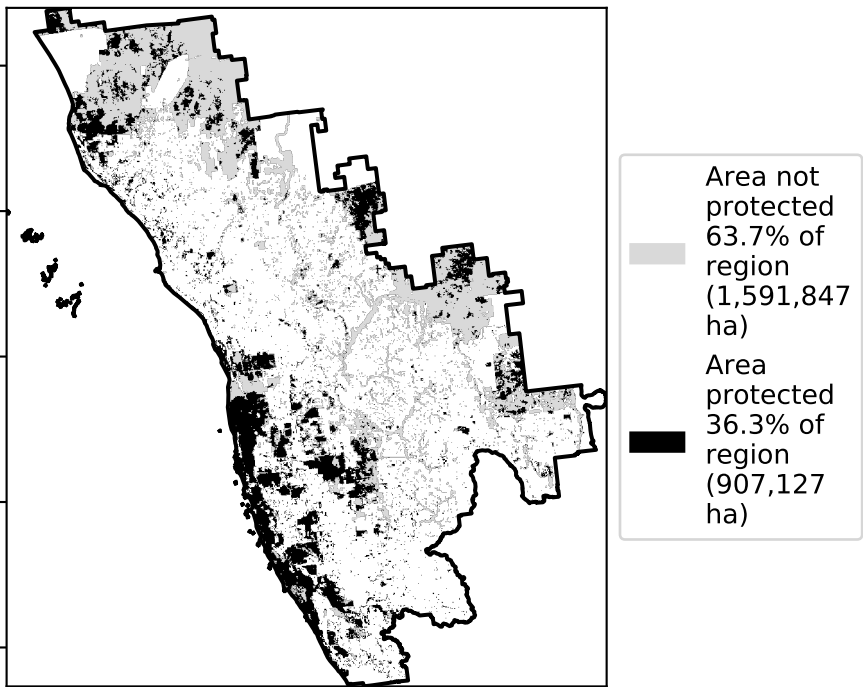 Area not
protected
63.7% of
region
(1,591,847
ha)
Area
protected
36.3% of
region
(907,127
ha)